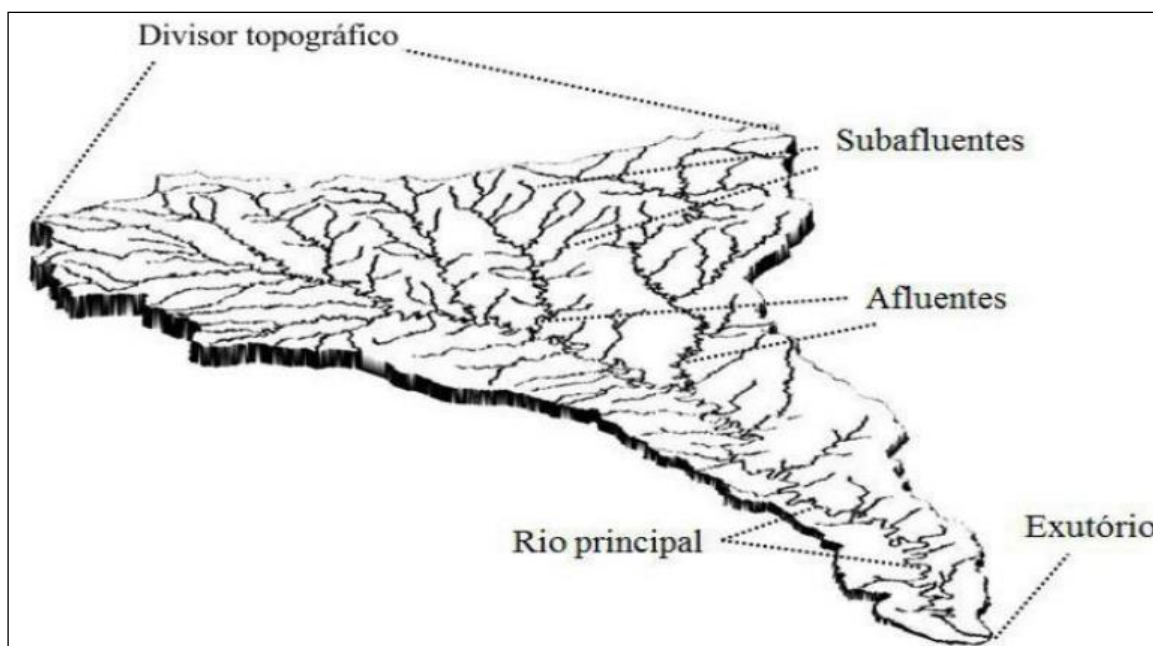 Divisor topográfico
Subafluentes
Afluentes
Rio principal
Exutório